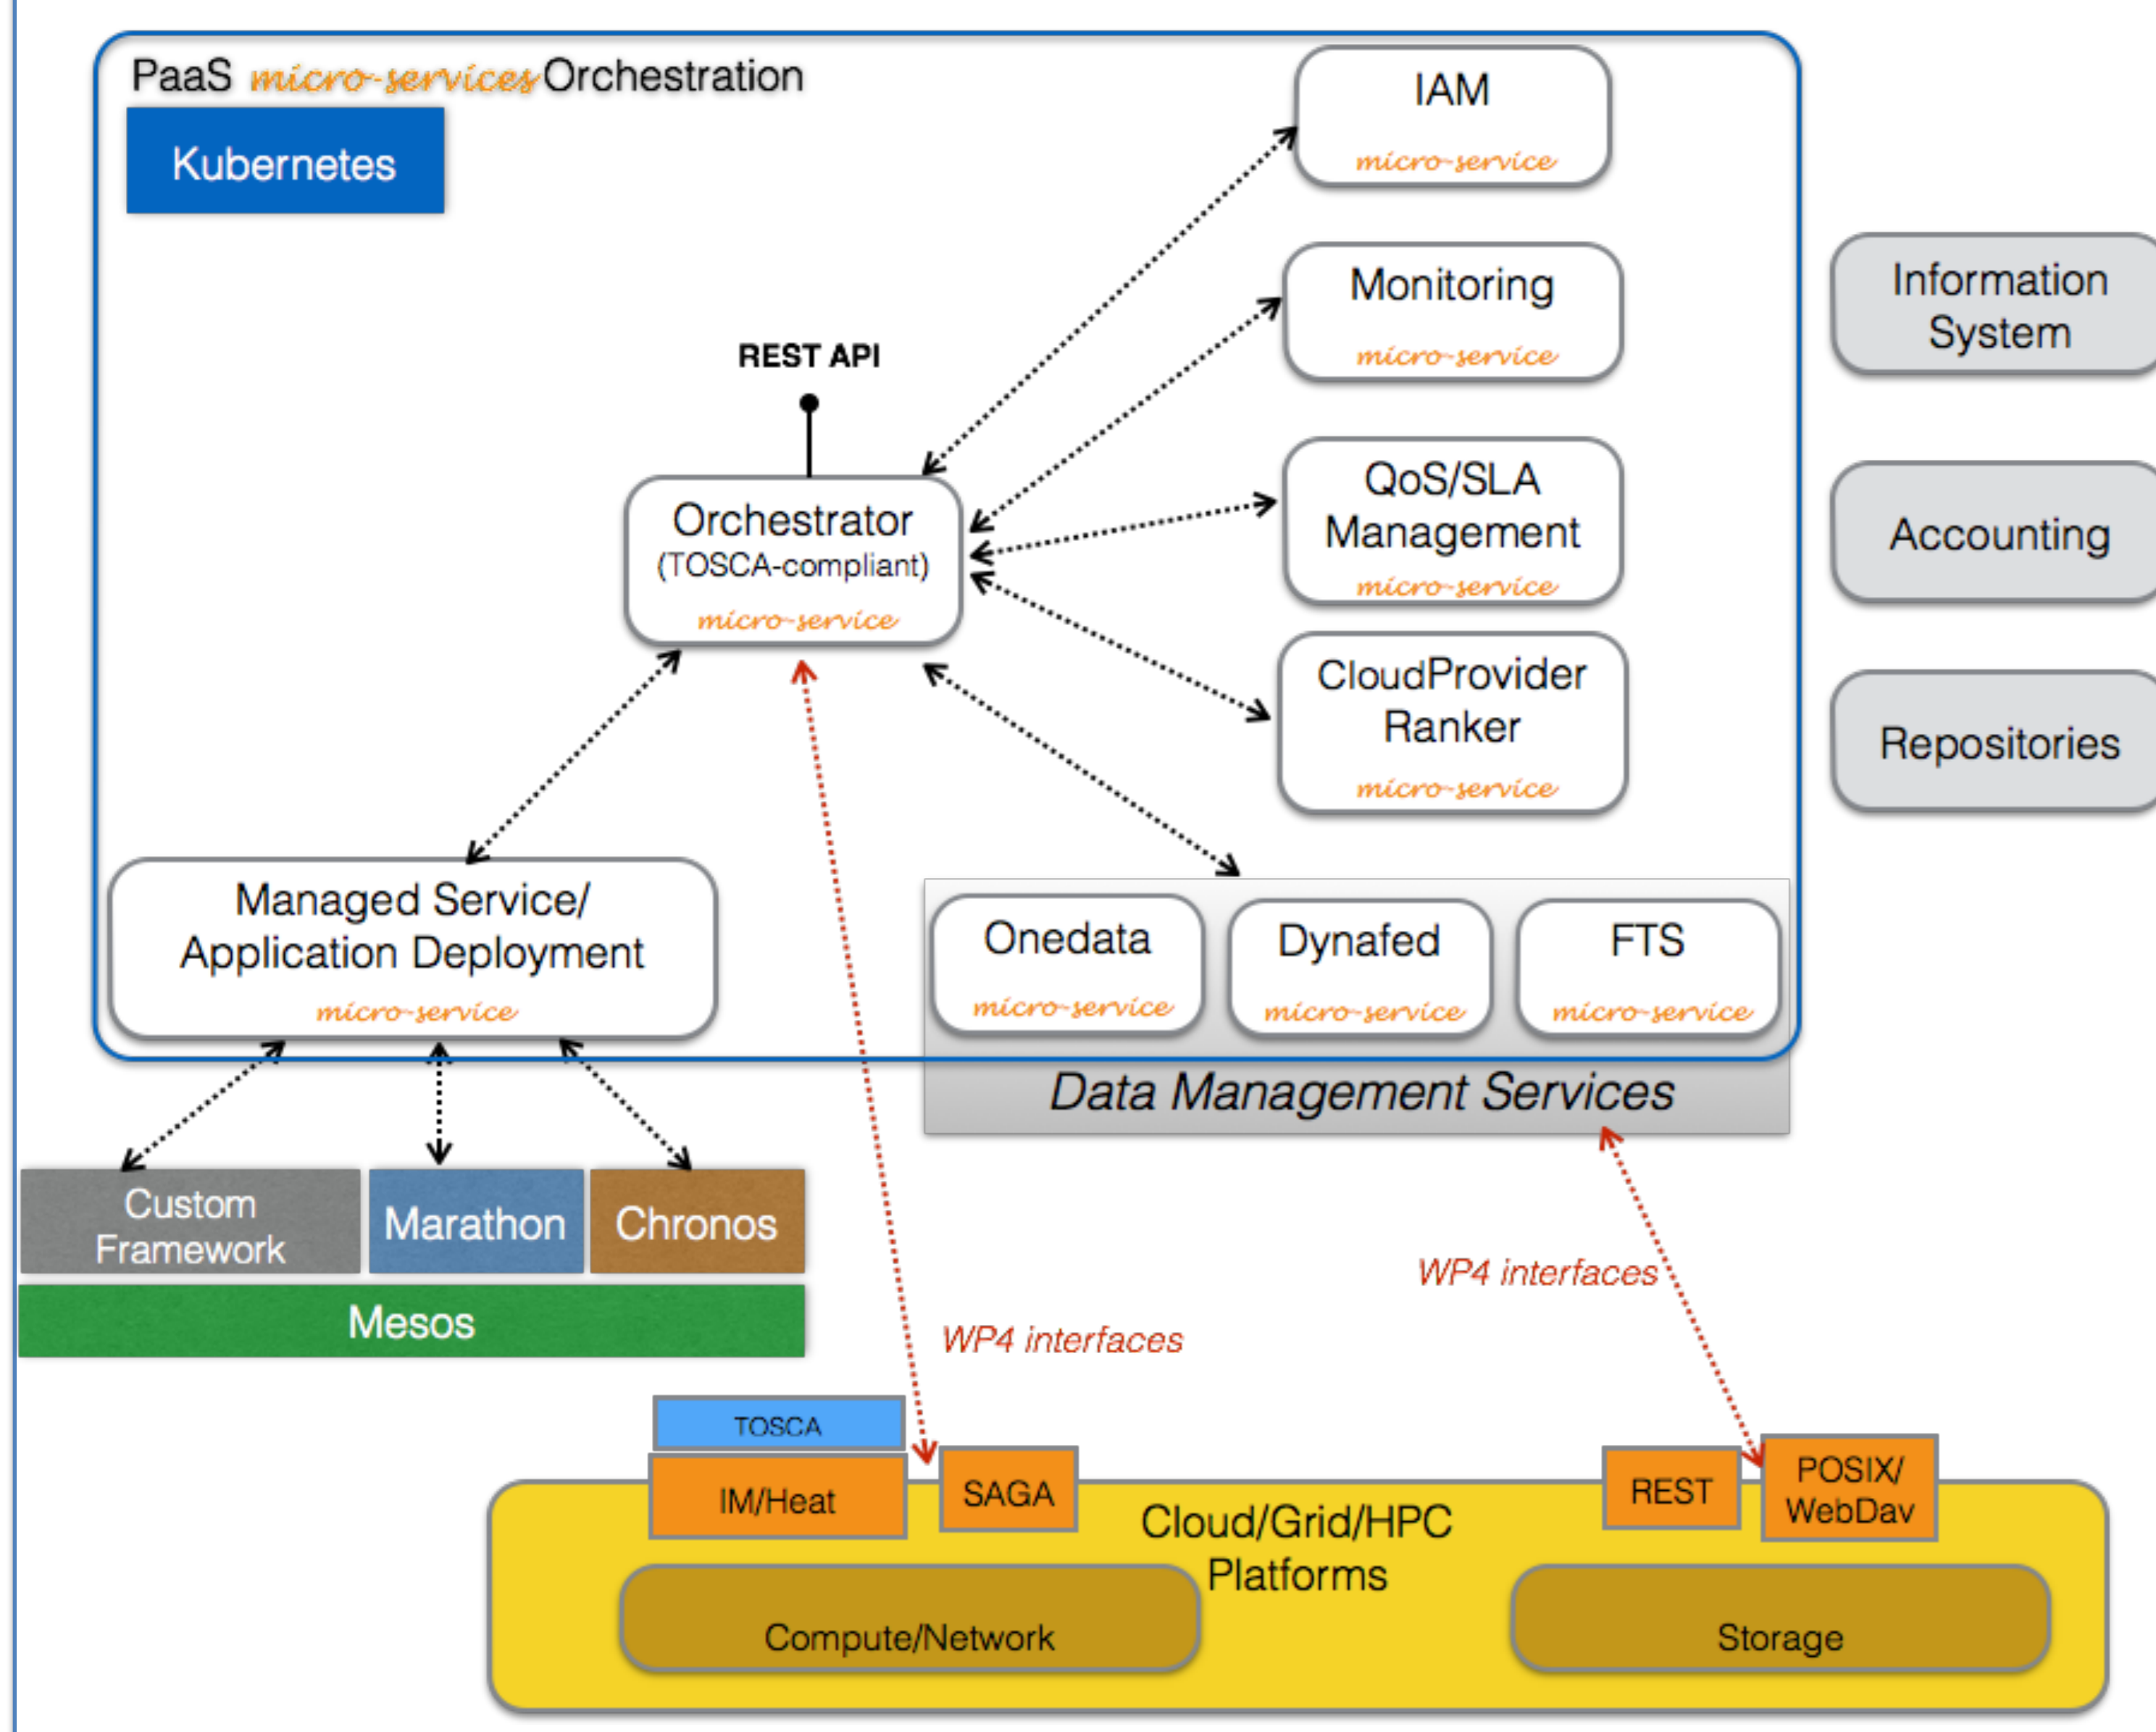 PaaS micro-services Orchestration
Kubernetes
IAM
micro-service
Monitoring
micro-service
Information
System
REST API
QoS/SLA
Management
micro-service
Accounting
Orchestrator
(TOSCA-compliant)
micro-service
CloudProvider
Ranker
micro-service
Repositories
Managed Service/
Application Deployment
micro-service
Onedata
micro-service
Dynafed
micro-service
FTS
micro-service
Data Management Services
Custom
Framework
Marathon
Chronos
Mesos
WP4 interfaces
WP4 interfaces
TOSCA
IM/Heat
SAGA
REST
POSIX/
WebDav
Cloud/Grid/HPC
Platforms
Compute/Network
Storage